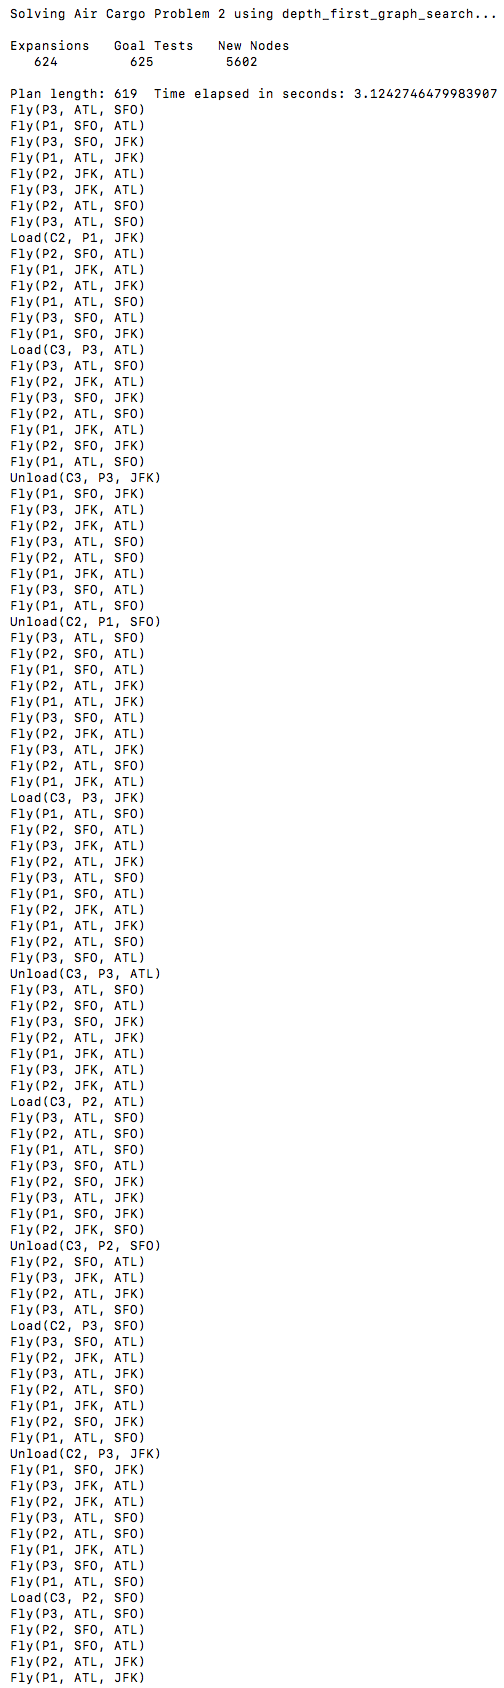 Solving Air Cargo Problem 2 using depth_first_graph_search...
Expansions   Goal Tests   New Nodes
624         625         5602
Plan length: 619  Time elapsed in seconds: 3.1242746479983907
Fly(P3, ATL, SFO)
Fly(P1, SFO, ATL)
Fly(P3, SFO, JFK)
Fly(P1, ATL, JFK)
Fly(P2, JFK, ATL)
Fly(P3, JFK, ATL)
Fly(P2, ATL, SFO)
Fly(P3, ATL, SFO)
Load(C2, P1, JFK)
Fly(P2, SFO, ATL)
Fly(P1, JFK, ATL)
Fly(P2, ATL, JFK)
Fly(P1, ATL, SFO)
Fly(P3, SFO, ATL)
Fly(P1, SFO, JFK)
Load(C3, P3, ATL)
Fly(P3, ATL, SFO)
Fly(P2, JFK, ATL)
Fly(P3, SFO, JFK)
Fly(P2, ATL, SFO)
Fly(P1, JFK, ATL)
Fly(P2, SFO, JFK)
Fly(P1, ATL, SFO)
Unload(C3, P3, JFK)
Fly(P1, SFO, JFK)
Fly(P3, JFK, ATL)
Fly(P2, JFK, ATL)
Fly(P3, ATL, SFO)
Fly(P2, ATL, SFO)
Fly(P1, JFK, ATL)
Fly(P3, SFO, ATL)
Fly(P1, ATL, SFO)
Unload(C2, P1, SFO)
Fly(P3, ATL, SFO)
Fly(P2, SFO, ATL)
Fly(P1, SFO, ATL)
Fly(P2, ATL, JFK)
Fly(P1, ATL, JFK)
Fly(P3, SFO, ATL)
Fly(P2, JFK, ATL)
Fly(P3, ATL, JFK)
Fly(P2, ATL, SFO)
Fly(P1, JFK, ATL)
Load(C3, P3, JFK)
Fly(P1, ATL, SFO)
Fly(P2, SFO, ATL)
Fly(P3, JFK, ATL)
Fly(P2, ATL, JFK)
Fly(P3, ATL, SFO)
Fly(P1, SFO, ATL)
Fly(P2, JFK, ATL)
Fly(P1, ATL, JFK)
Fly(P2, ATL, SFO)
Fly(P3, SFO, ATL)
Unload(C3, P3, ATL)
Fly(P3, ATL, SFO)
Fly(P2, SFO, ATL)
Fly(P3, SFO, JFK)
Fly(P2, ATL, JFK)
Fly(P1, JFK, ATL)
Fly(P3, JFK, ATL)
Fly(P2, JFK, ATL)
Load(C3, P2, ATL)
Fly(P3, ATL, SFO)
Fly(P2, ATL, SFO)
Fly(P1, ATL, SFO)
Fly(P3, SFO, ATL)
Fly(P2, SFO, JFK)
Fly(P3, ATL, JFK)
Fly(P1, SFO, JFK)
Fly(P2, JFK, SFO)
Unload(C3, P2, SFO)
Fly(P2, SFO, ATL)
Fly(P3, JFK, ATL)
Fly(P2, ATL, JFK)
Fly(P3, ATL, SFO)
Load(C2, P3, SFO)
Fly(P3, SFO, ATL)
Fly(P2, JFK, ATL)
Fly(P3, ATL, JFK)
Fly(P2, ATL, SFO)
Fly(P1, JFK, ATL)
Fly(P2, SFO, JFK)
Fly(P1, ATL, SFO)
Unload(C2, P3, JFK)
Fly(P1, SFO, JFK)
Fly(P3, JFK, ATL)
Fly(P2, JFK, ATL)
Fly(P3, ATL, SFO)
Fly(P2, ATL, SFO)
Fly(P1, JFK, ATL)
Fly(P3, SFO, ATL)
Fly(P1, ATL, SFO)
Load(C3, P2, SFO)
Fly(P3, ATL, SFO)
Fly(P2, SFO, ATL)
Fly(P1, SFO, ATL)
Fly(P2, ATL, JFK)
Fly(P1, ATL, JFK)